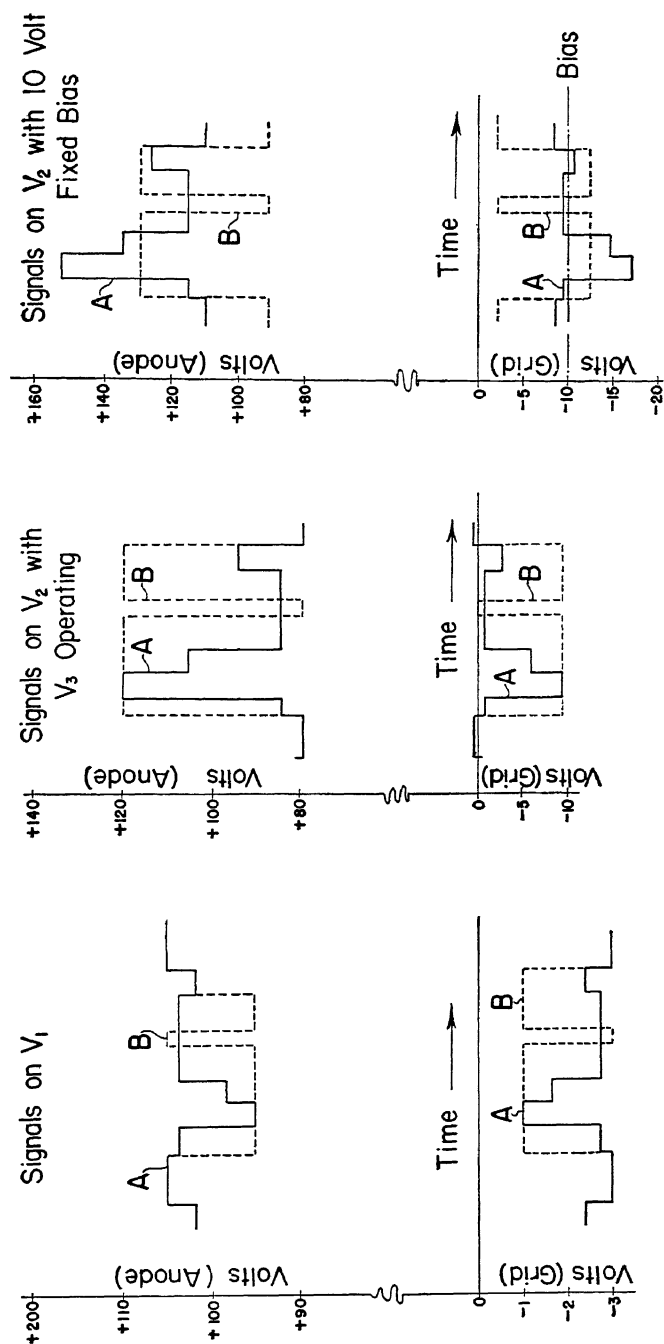 Signals on V₁
+200
+110
+100
+90
Volts (Anode)
A
B
0
-1
-2
-3
Volts (Grid)
Time
A
B
Signals on V₂ with
V₃ Operating
+140
+120
+100
+80
Volts (Anode)
A
B
0
-5
-10
Volts (Grid)
Time
A
B
Signals on V₂ with 10 Volt
Fixed Bias
+160
+140
+120
+100
+80
Volts (Anode)
A
B
0
-5
-10
-15
-20
Volts (Grid)
Time
A
B
Bias